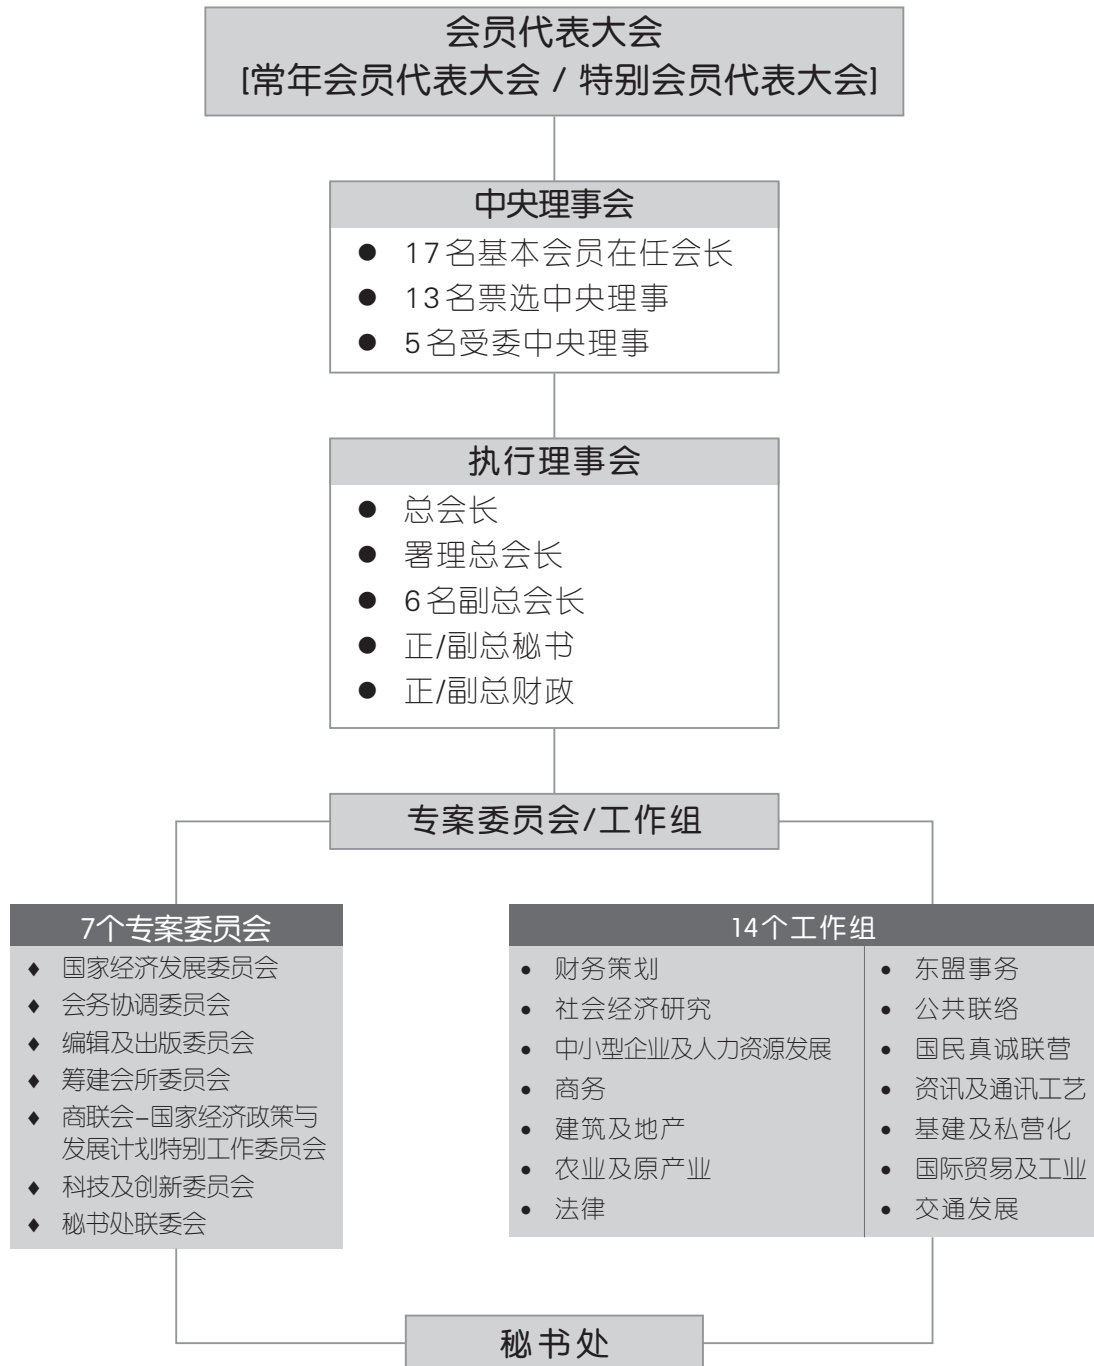 会员代表大会
[常年会员代表大会 / 特别会员代表大会]
中央理事会
● 17名基本会员在任会长
● 13名票选中央理事
● 5名受委中央理事
执行理事会
● 总会长
● 署理总会长
● 6名副总会长
● 正/副总秘书
● 正/副总财政
专案委员会/工作组
7个专案委员会
♦ 国家经济发展委员会
♦ 会务协调委员会
♦ 编辑及出版委员会
♦ 筹建会所委员会
♦ 商联会–国家经济政策与
发展计划特别工作委员会
♦ 科技及创新委员会
♦ 秘书处联委会
14个工作组
• 财务策划
• 社会经济研究
• 中小型企业及人力资源发展
• 商务
• 建筑及地产
• 农业及原产业
• 法律
• 东盟事务
• 公共联络
• 国民真诚联营
• 资讯及通讯工艺
• 基建及私营化
• 国际贸易及工业
• 交通发展
秘书处